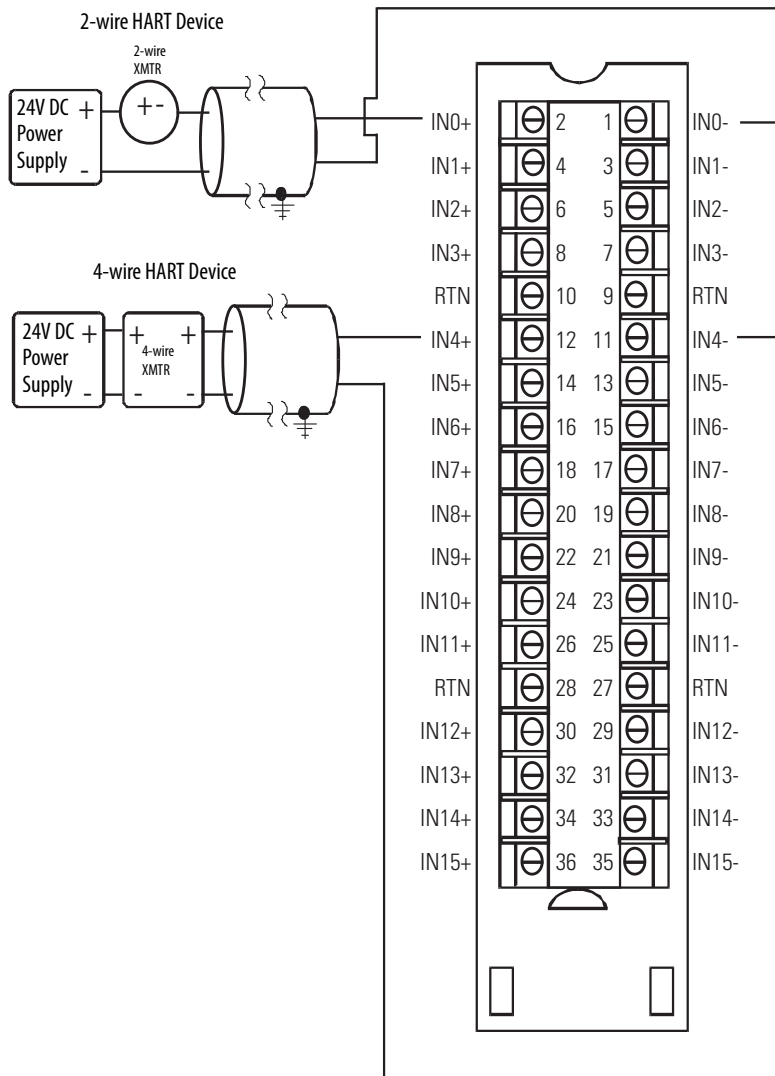 2-wire HART Device
2-wire
XMTR
+ -
24V DC +
Power
Supply -
4-wire HART Device
24V DC +
Power
Supply -
+ +
4-wire
XMTR
- -
IN0+ 2 1 IN0-
IN1+ 4 3 IN1-
IN2+ 6 5 IN2-
IN3+ 8 7 IN3-
RTN 10 9 RTN
IN4+ 12 11 IN4-
IN5+ 14 13 IN5-
IN6+ 16 15 IN6-
IN7+ 18 17 IN7-
IN8+ 20 19 IN8-
IN9+ 22 21 IN9-
IN10+ 24 23 IN10-
IN11+ 26 25 IN11-
RTN 28 27 RTN
IN12+ 30 29 IN12-
IN13+ 32 31 IN13-
IN14+ 34 33 IN14-
IN15+ 36 35 IN15-